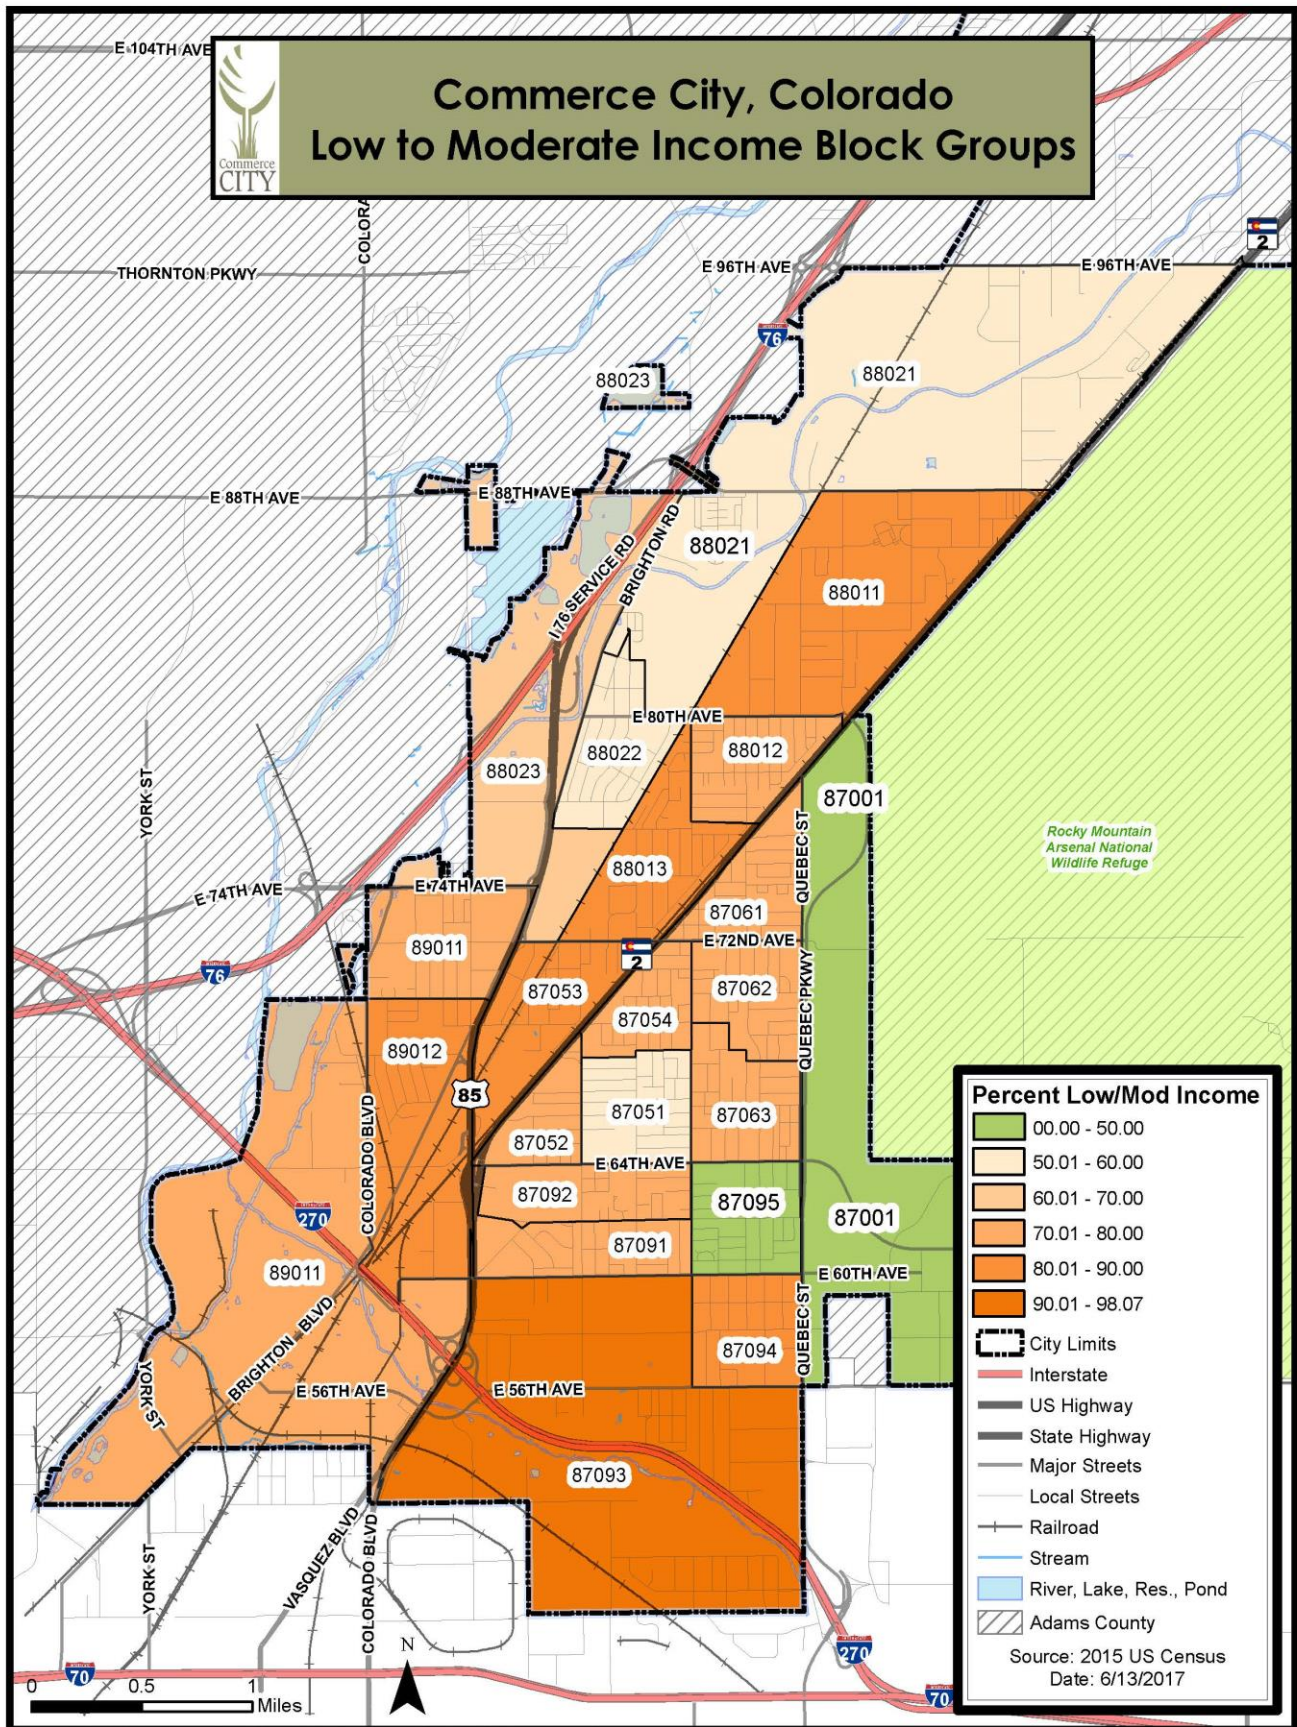 Commerce City, Colorado
Low to Moderate Income Block Groups
Commerce
CITY
E 104TH AVE
COLORA
2
THORNTON PKWY
E 96TH AVE
E 96TH AVE
76
88023
88021
E 88TH AVE
E 88TH AVE
I 76 SERVICE RD
BRIGHTON RD
88021
88011
E 80TH AVE
88022
88012
88023
87001
YORK ST
QUEBEC ST
Rocky Mountain
Arsenal National
Wildlife Refuge
88013
E 74TH AVE
E 74TH AVE
87061
89011
E 72ND AVE
2
76
87053
87062
QUEBEC PKWY
87054
89012
85
87051
87063
COLORADO BLVD
87052
E 64TH AVE
87092
87095
87001
270
87091
89011
E 60TH AVE
BRIGHTON BLVD
QUEBEC ST
87094
YORK ST
E 56TH AVE
E 56TH AVE
87093
VASQUEZ BLVD
COLORADO BLVD
YORK ST
270
70
70
N
0 0.5 1
Miles
Percent Low/Mod Income
00.00 - 50.00
50.01 - 60.00
60.01 - 70.00
70.01 - 80.00
80.01 - 90.00
90.01 - 98.07
City Limits
Interstate
US Highway
State Highway
Major Streets
Local Streets
Railroad
Stream
River, Lake, Res., Pond
Adams County
Source: 2015 US Census
Date: 6/13/2017